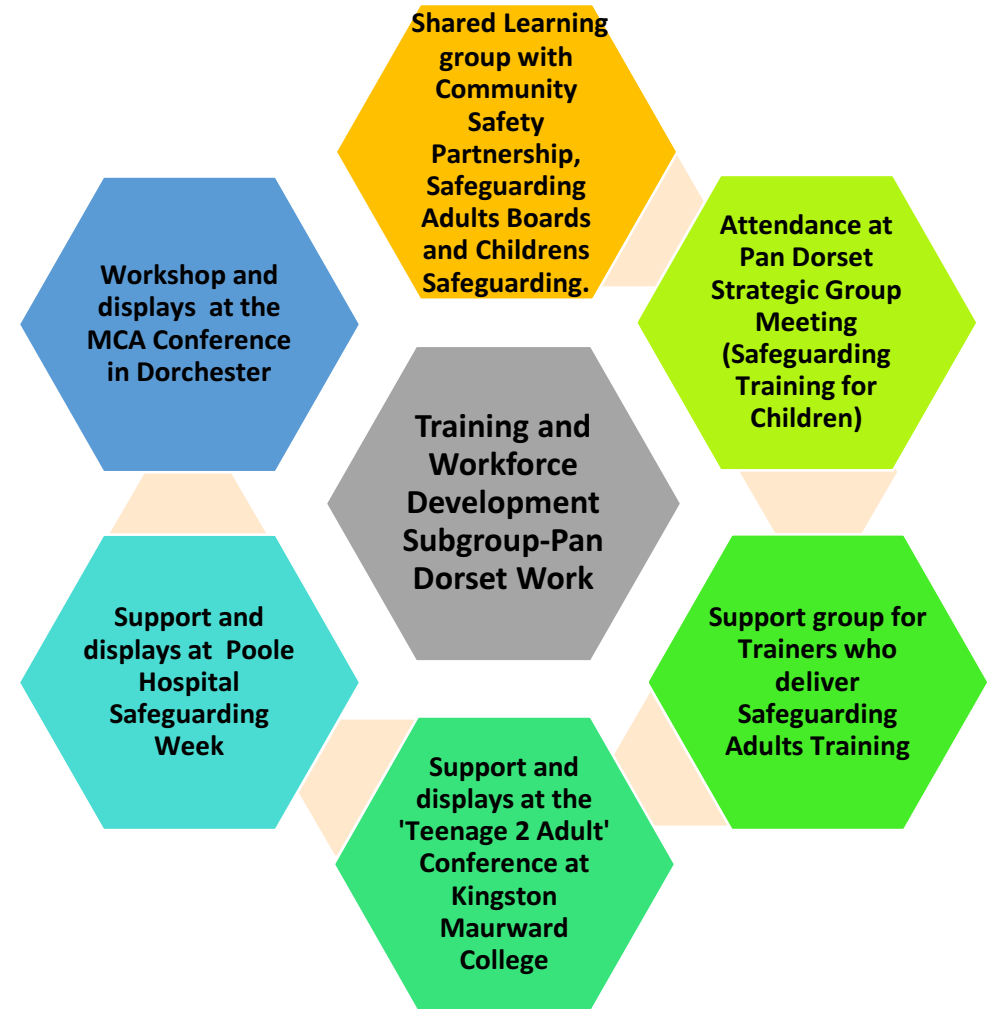 Shared Learning
group with
Community
Safety
Partnership,
Safeguarding
Adults Boards
and Childrens
Safeguarding.
Attendance at
Pan Dorset
Strategic Group
Meeting
(Safeguarding
Training for
Children)
Workshop and
displays  at the
MCA Conference
in Dorchester
Training and
Workforce
Development
Subgroup-Pan
Dorset Work
Support group for
Trainers who
deliver
Safeguarding
Adults Training
Support and
displays at  Poole
Hospital
Safeguarding
Week
Support and
displays at the
'Teenage 2 Adult'
Conference at
Kingston
Maurward
College